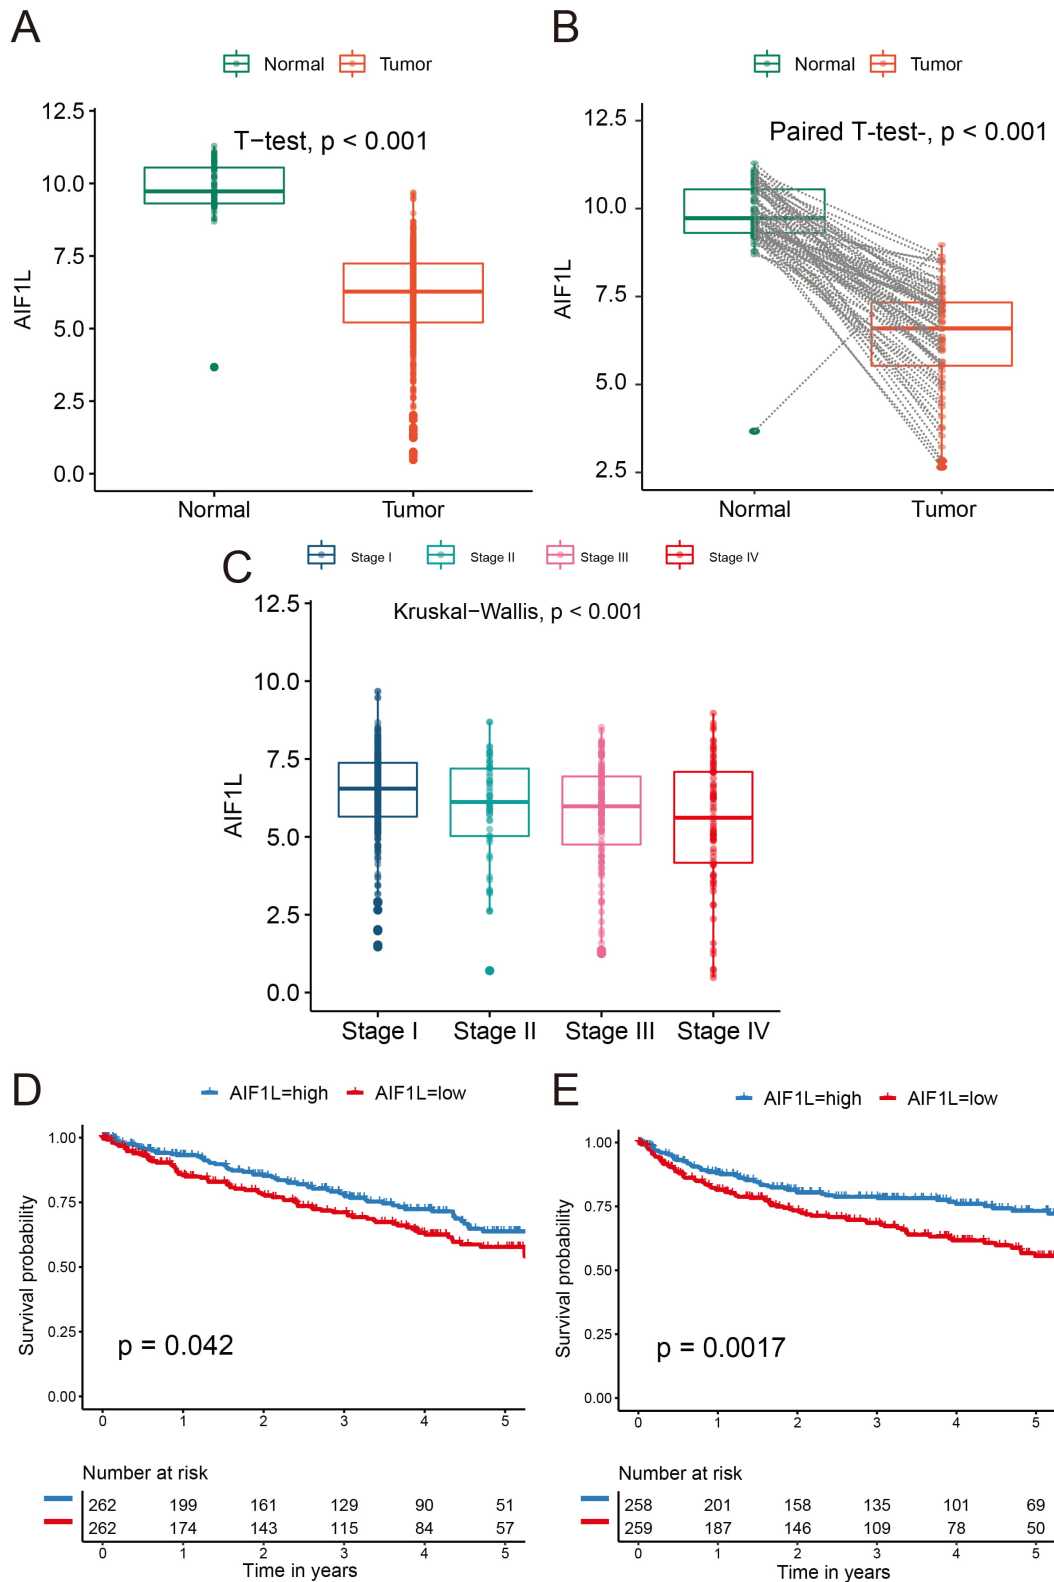 A
Normal Tumor
T−test, p < 0.001
AIF1L
12.5
10.0
7.5
5.0
2.5
0.0
Normal Tumor
B
Normal Tumor
Paired T-test-, p < 0.001
AIF1L
12.5
10.0
7.5
5.0
2.5
Normal Tumor
C
Stage I Stage II Stage III Stage IV
Kruskal−Wallis, p < 0.001
AIF1L
12.5
10.0
7.5
5.0
2.5
0.0
Stage I Stage II Stage III Stage IV
D
AIF1L=high AIF1L=low
Survival probability
1.00
0.75
0.50
0.25
0.00
p = 0.042
0 1 2 3 4 5
Number at risk
262 199 161 129 90 51
262 174 143 115 84 57
0 1 2 3 4 5
Time in years
E
AIF1L=high AIF1L=low
Survival probability
1.00
0.75
0.50
0.25
0.00
p = 0.0017
0 1 2 3 4 5
Number at risk
258 201 158 135 101 69
259 187 146 109 78 50
0 1 2 3 4 5
Time in years